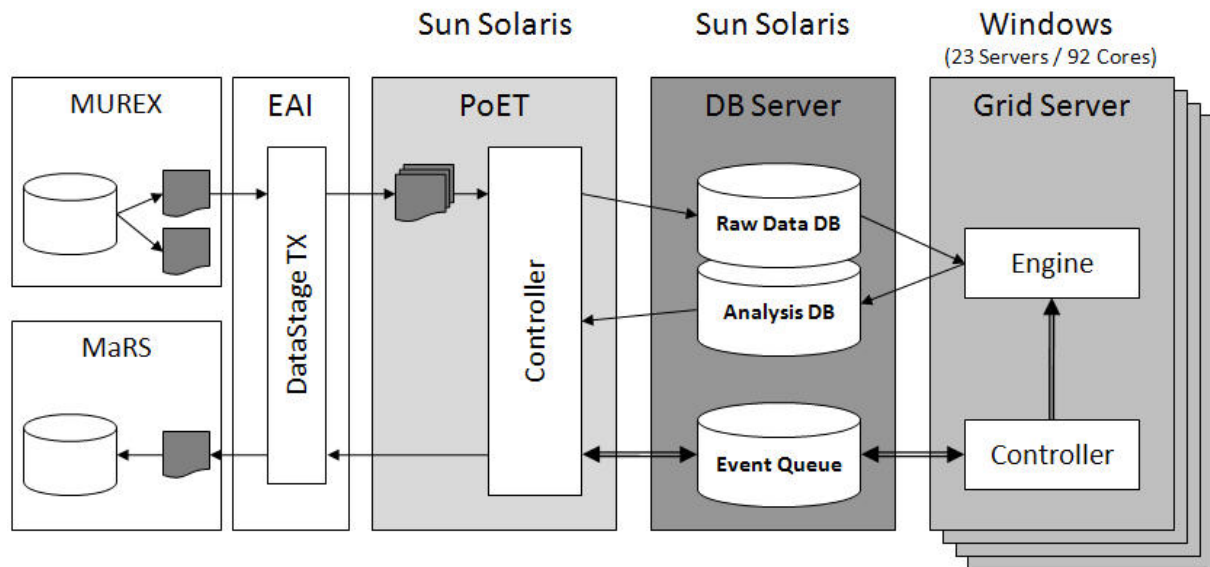 Sun Solaris
Sun Solaris
Windows
(23 Servers / 92 Cores)
MUREX
EAI
PoET
DB Server
Grid Server
DataStage TX
Controller
Raw Data DB
Analysis DB
Engine
MaRS
Event Queue
Controller